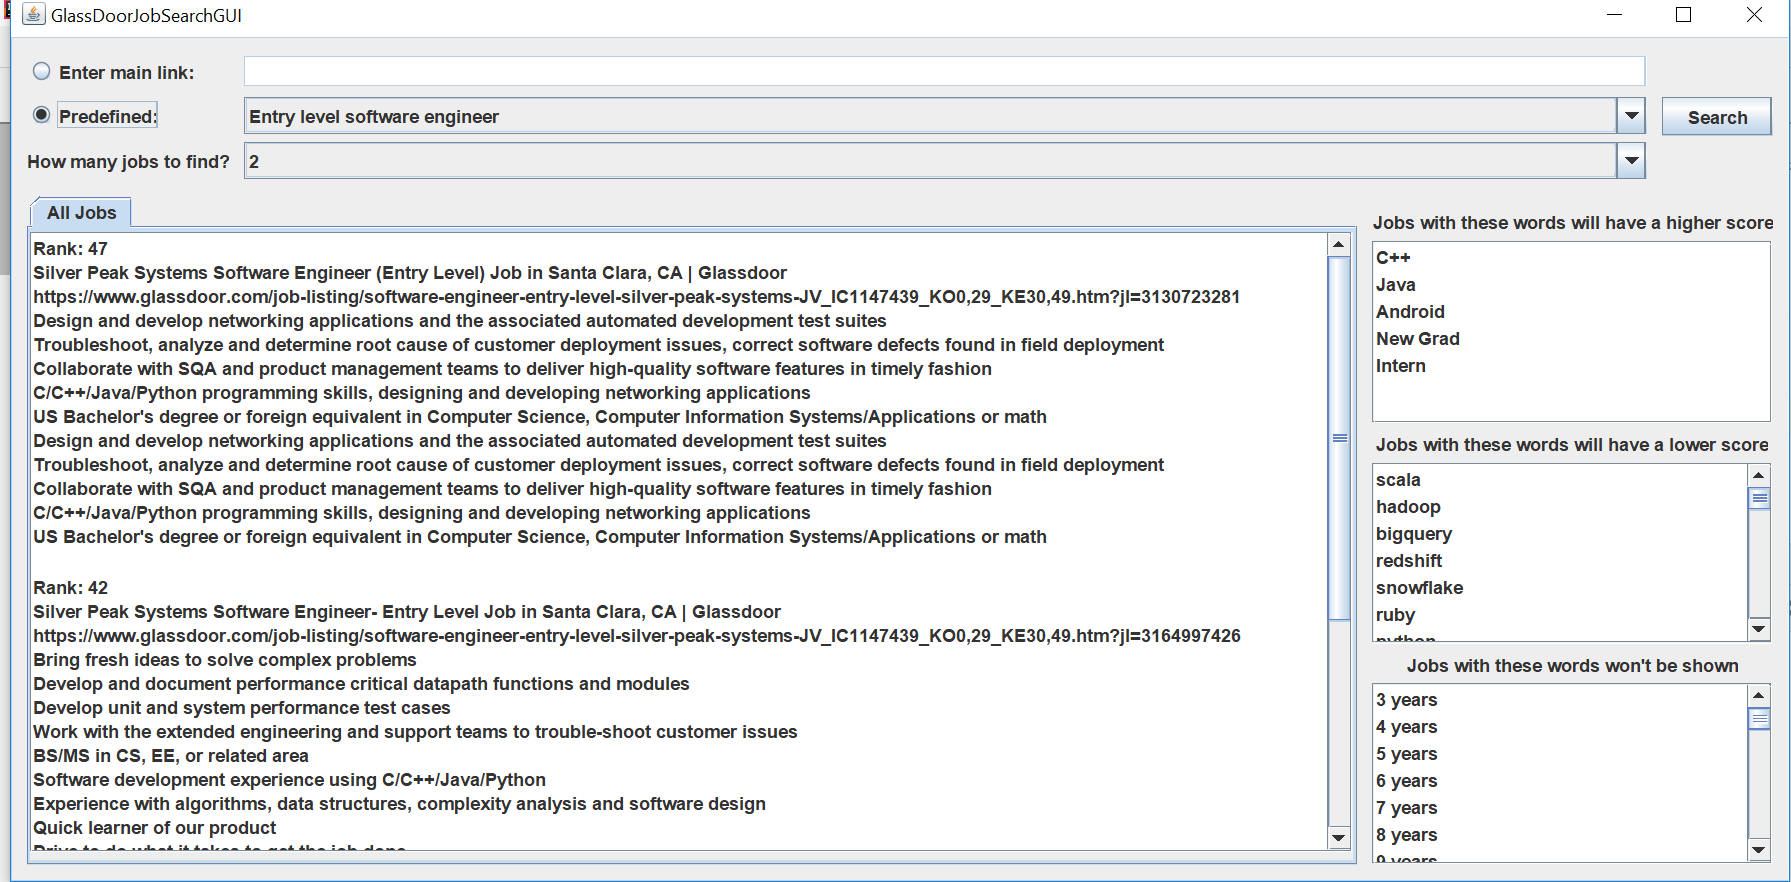 GlassDoorJobSearchGUI
Enter main link:
Predefined:
Entry level software engineer
Search
How many jobs to find?
2
All Jobs
Rank: 47
Silver Peak Systems Software Engineer (Entry Level) Job in Santa Clara, CA | Glassdoor
https://www.glassdoor.com/job-listing/software-engineer-entry-level-silver-peak-systems-JV_IC1147439_KO0,29_KE30,49.htm?jl=3130723281
Design and develop networking applications and the associated automated development test suites
Troubleshoot, analyze and determine root cause of customer deployment issues, correct software defects found in field deployment
Collaborate with SQA and product management teams to deliver high-quality software features in timely fashion
C/C++/Java/Python programming skills, designing and developing networking applications
US Bachelor's degree or foreign equivalent in Computer Science, Computer Information Systems/Applications or math
Design and develop networking applications and the associated automated development test suites
Troubleshoot, analyze and determine root cause of customer deployment issues, correct software defects found in field deployment
Collaborate with SQA and product management teams to deliver high-quality software features in timely fashion
C/C++/Java/Python programming skills, designing and developing networking applications
US Bachelor's degree or foreign equivalent in Computer Science, Computer Information Systems/Applications or math
Rank: 42
Silver Peak Systems Software Engineer- Entry Level Job in Santa Clara, CA | Glassdoor
https://www.glassdoor.com/job-listing/software-engineer-entry-level-silver-peak-systems-JV_IC1147439_KO0,29_KE30,49.htm?jl=3164997426
Bring fresh ideas to solve complex problems
Develop and document performance critical datapath functions and modules
Develop unit and system performance test cases
Work with the extended engineering and support teams to trouble-shoot customer issues
BS/MS in CS, EE, or related area
Software development experience using C/C++/Java/Python
Experience with algorithms, data structures, complexity analysis and software design
Quick learner of our product
Drive to do what it takes to get the job done
Jobs with these words will have a higher score
C++
Java
Android
New Grad
Intern
Jobs with these words will have a lower score
scala
hadoop
bigquery
redshift
snowflake
ruby
python
Jobs with these words won't be shown
3 years
4 years
5 years
6 years
7 years
8 years
9 years